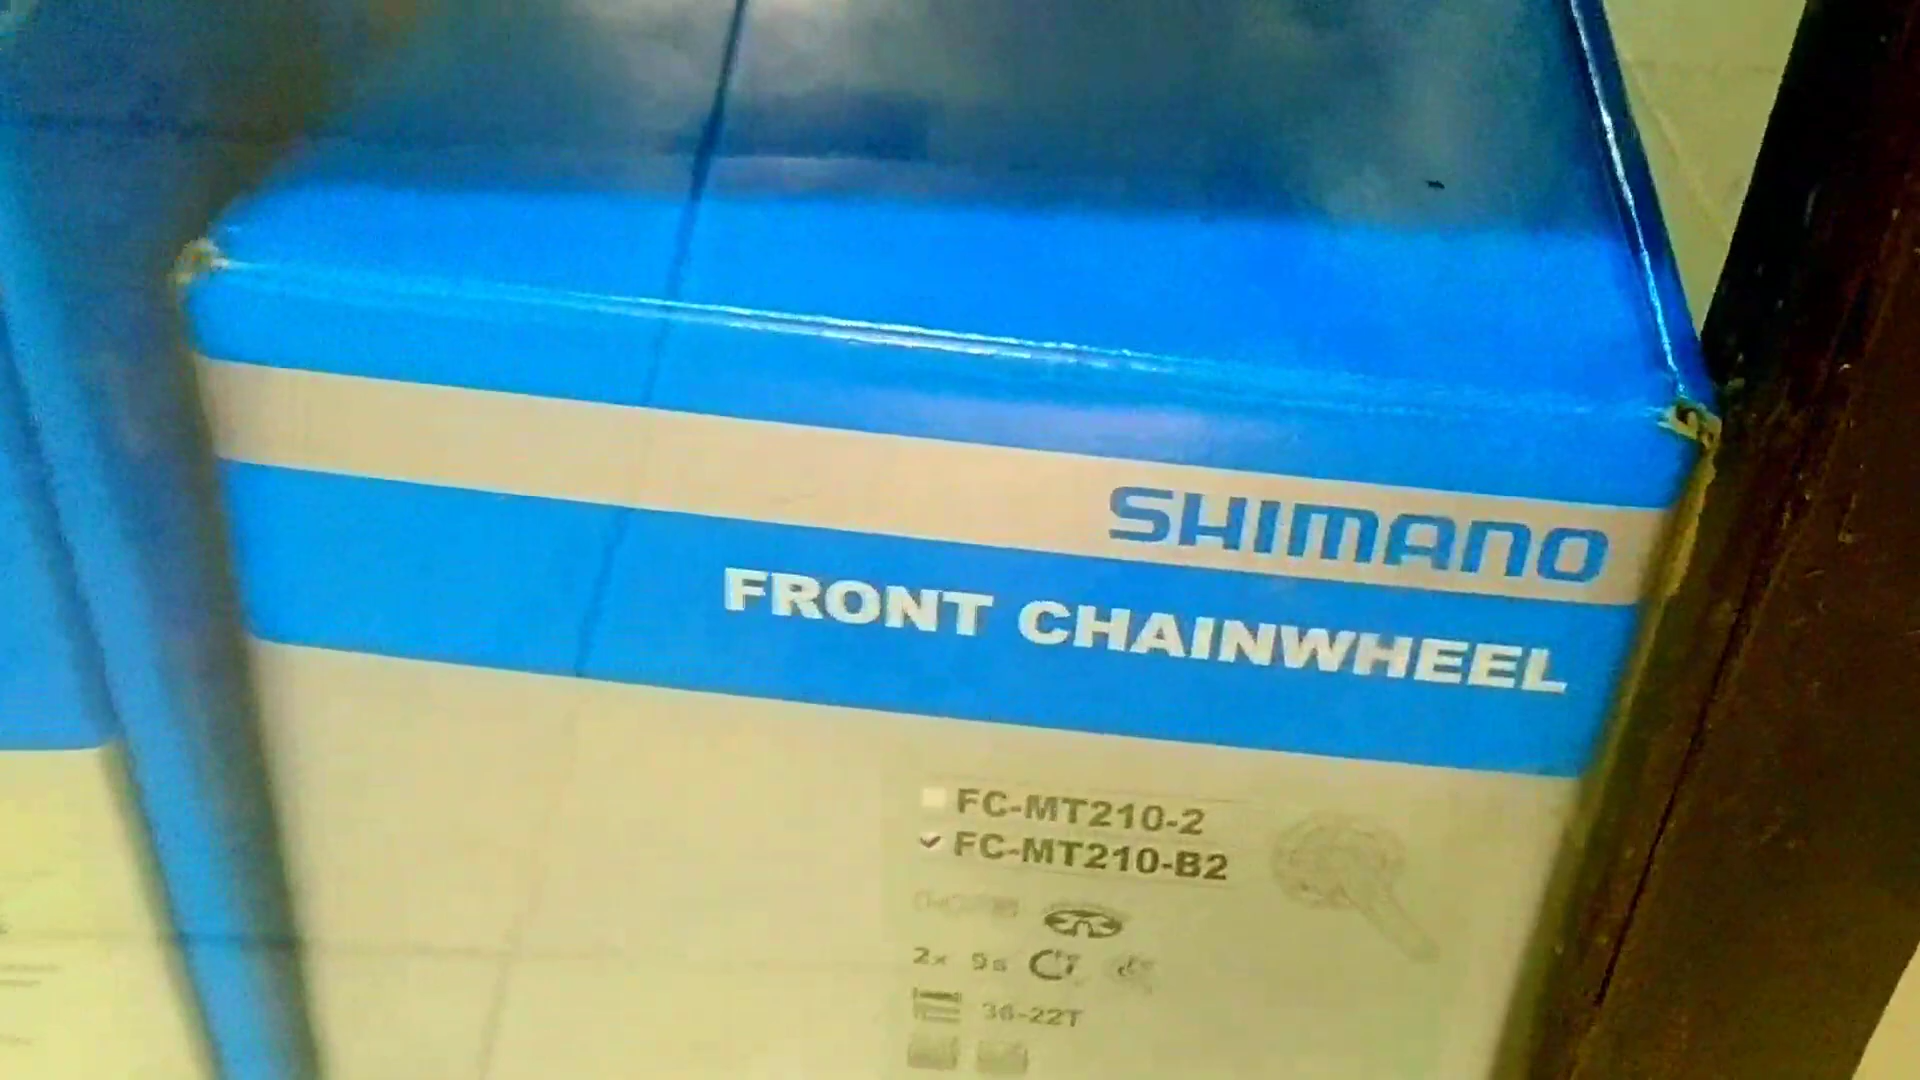 SHIMANO
FRONT CHAINWHEEL
FC-MT210-2
FC-MT210-B2
2x 9s
36-22T